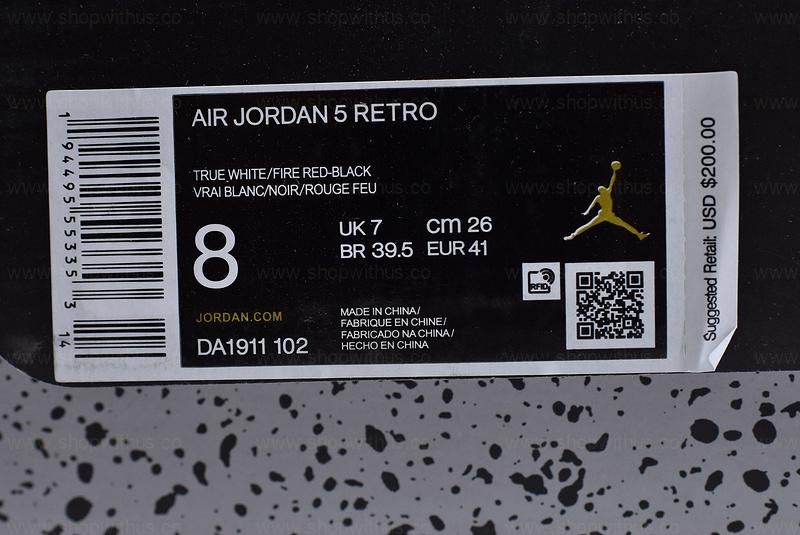 AIR JORDAN 5 RETRO
TRUE WHITE/FIRE RED-BLACK
VRAI BLANC/NOIR/ROUGE FEU
8
UK 7 cm 26
BR 39.5 EUR 41
RFID
JORDAN.COM
DA1911 102
MADE IN CHINA/
FABRIQUE EN CHINE/
FABRICADO NA CHINA/
HECHO EN CHINA
Suggested Retail: USD $200.00
1 94495 55335 3
14
www.shopwithus.co